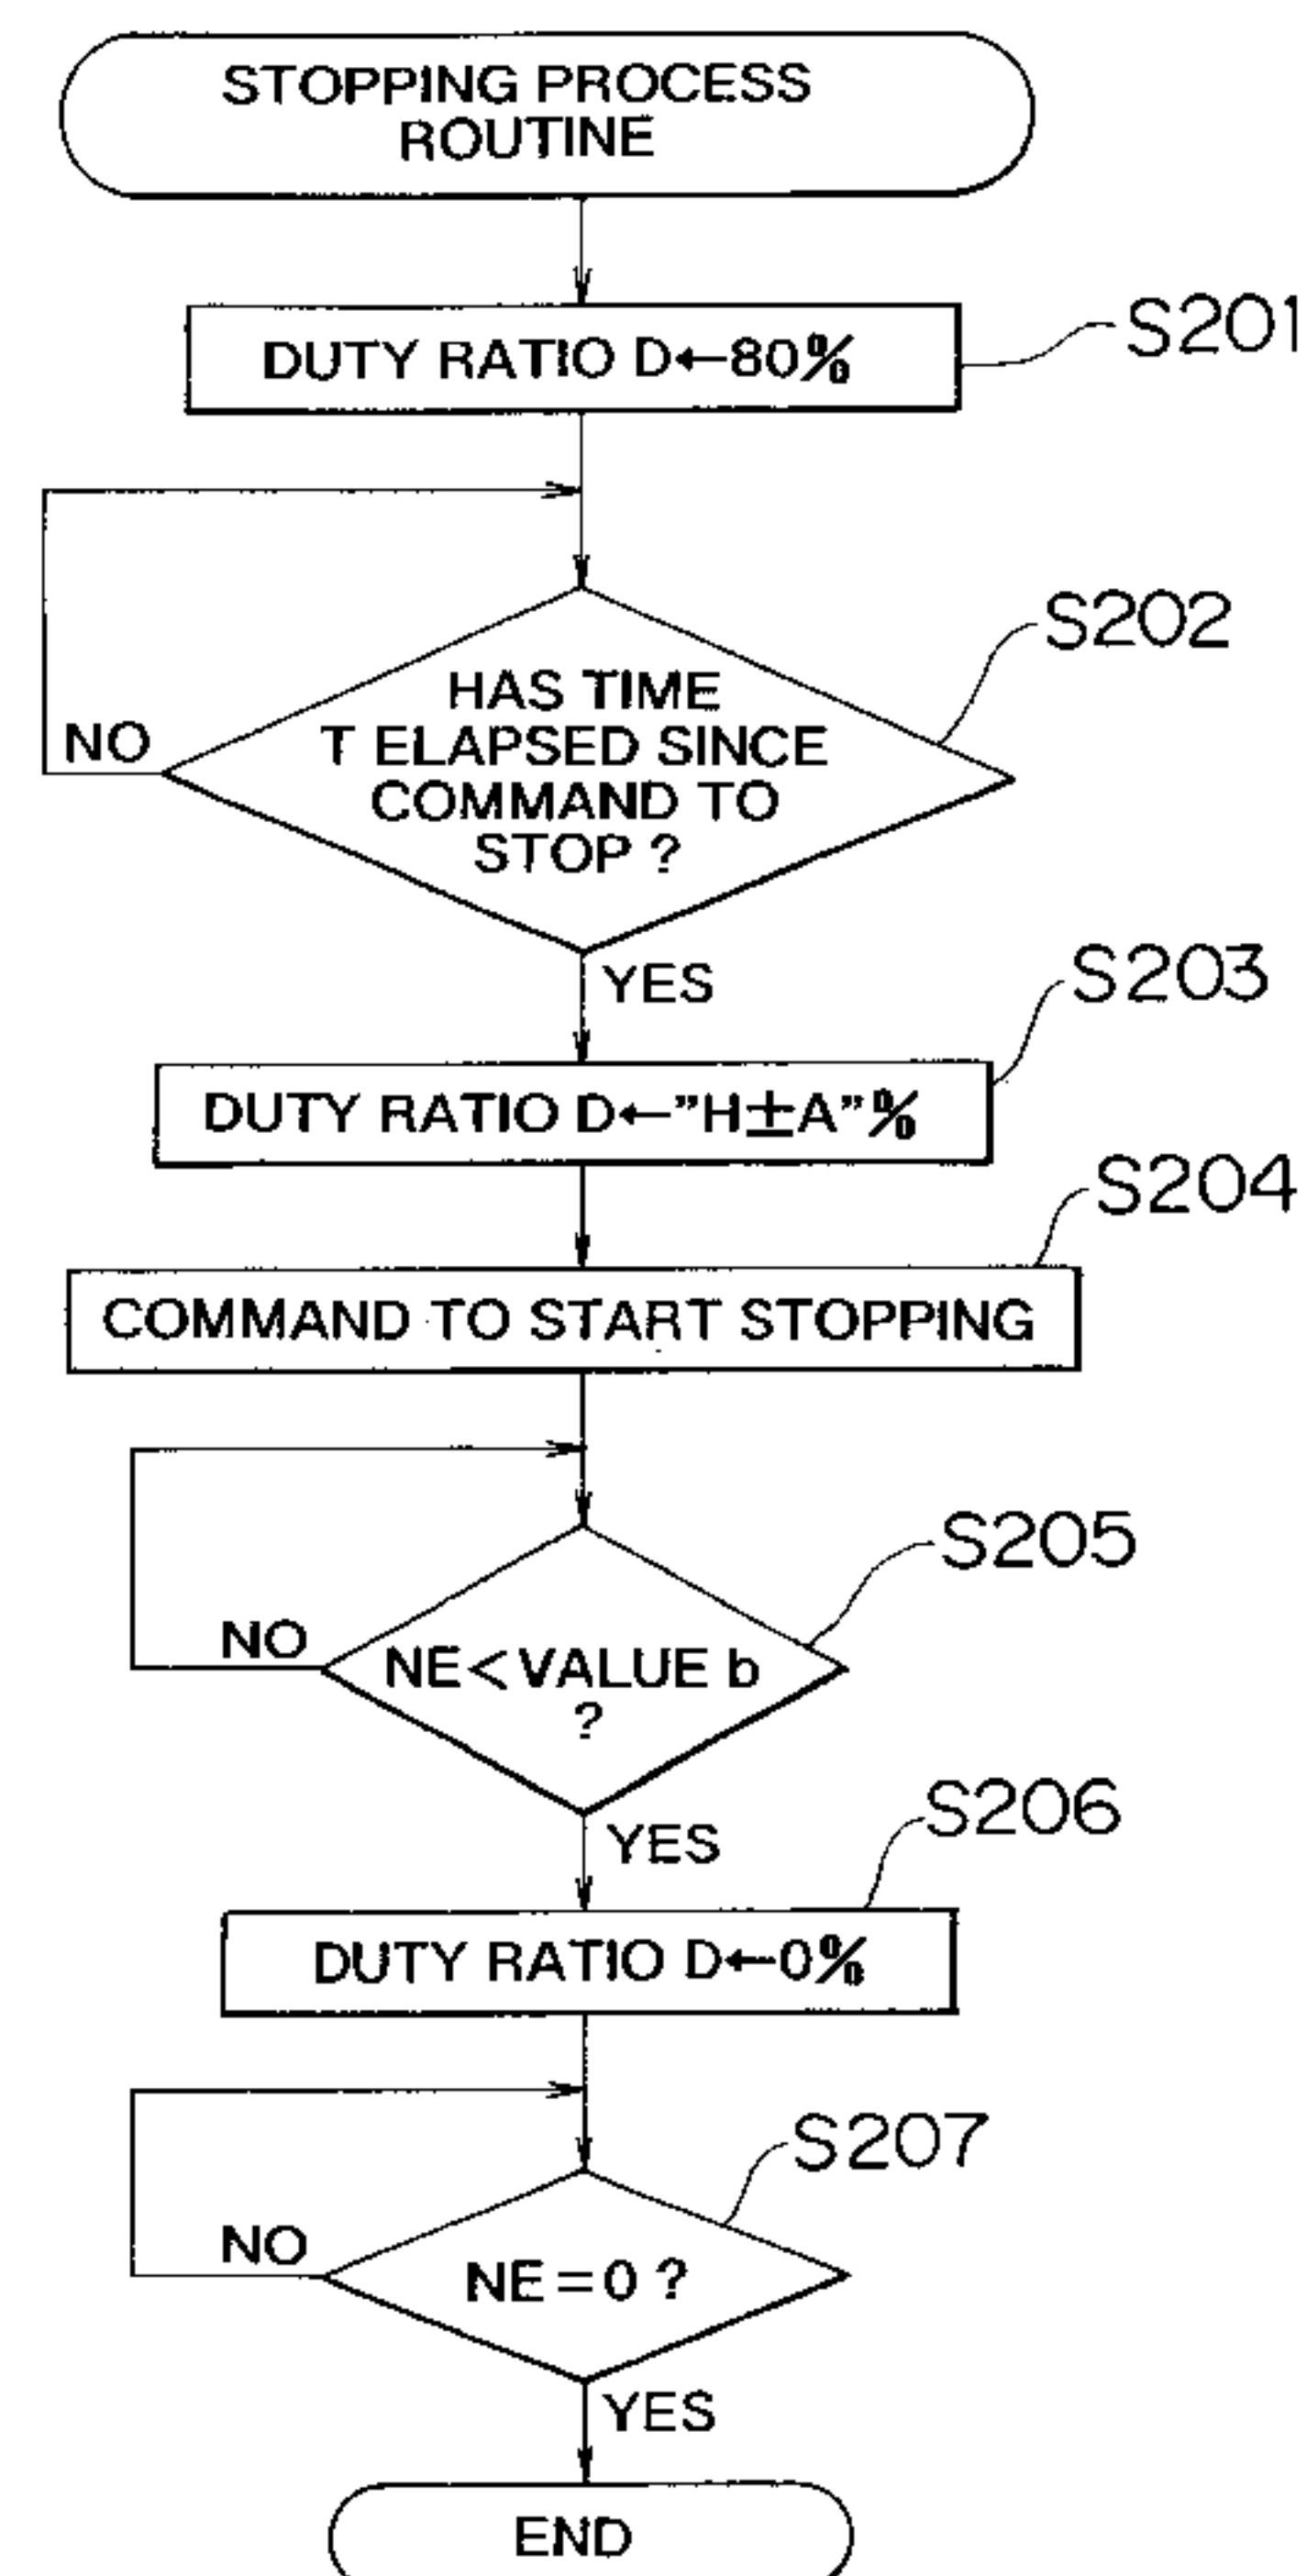 STOPPING PROCESS
ROUTINE
DUTY RATIO D←80%
S201
S202
HAS TIME
T ELAPSED SINCE
COMMAND TO
STOP ?
NO
YES
S203
DUTY RATIO D←"H±A"%
S204
COMMAND TO START STOPPING
S205
NE<VALUE b
?
NO
YES
S206
DUTY RATIO D←0%
S207
NE=0 ?
NO
YES
END